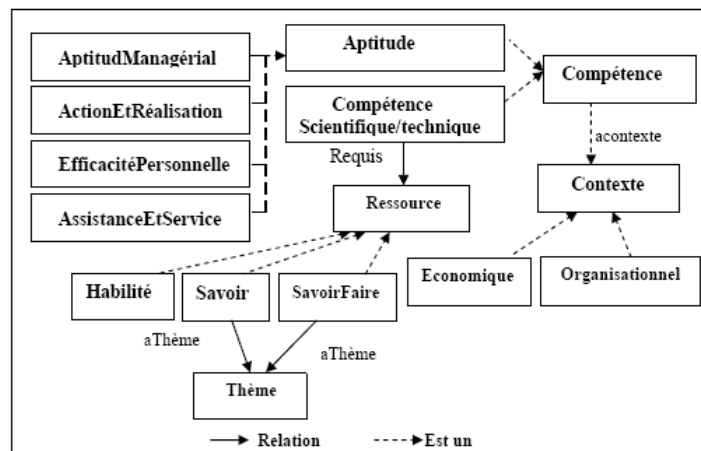 AptitudManagérial
Aptitude
Compétence
ActionEtRéalisation
Compétence
Scientifique/technique
acontexte
EfficacitéPersonnelle
Requis
Contexte
Ressource
AssistanceEtService
Economique
Organisationnel
Habilité
Savoir
SavoirFaire
aThème
aThème
Thème
Relation
Est un